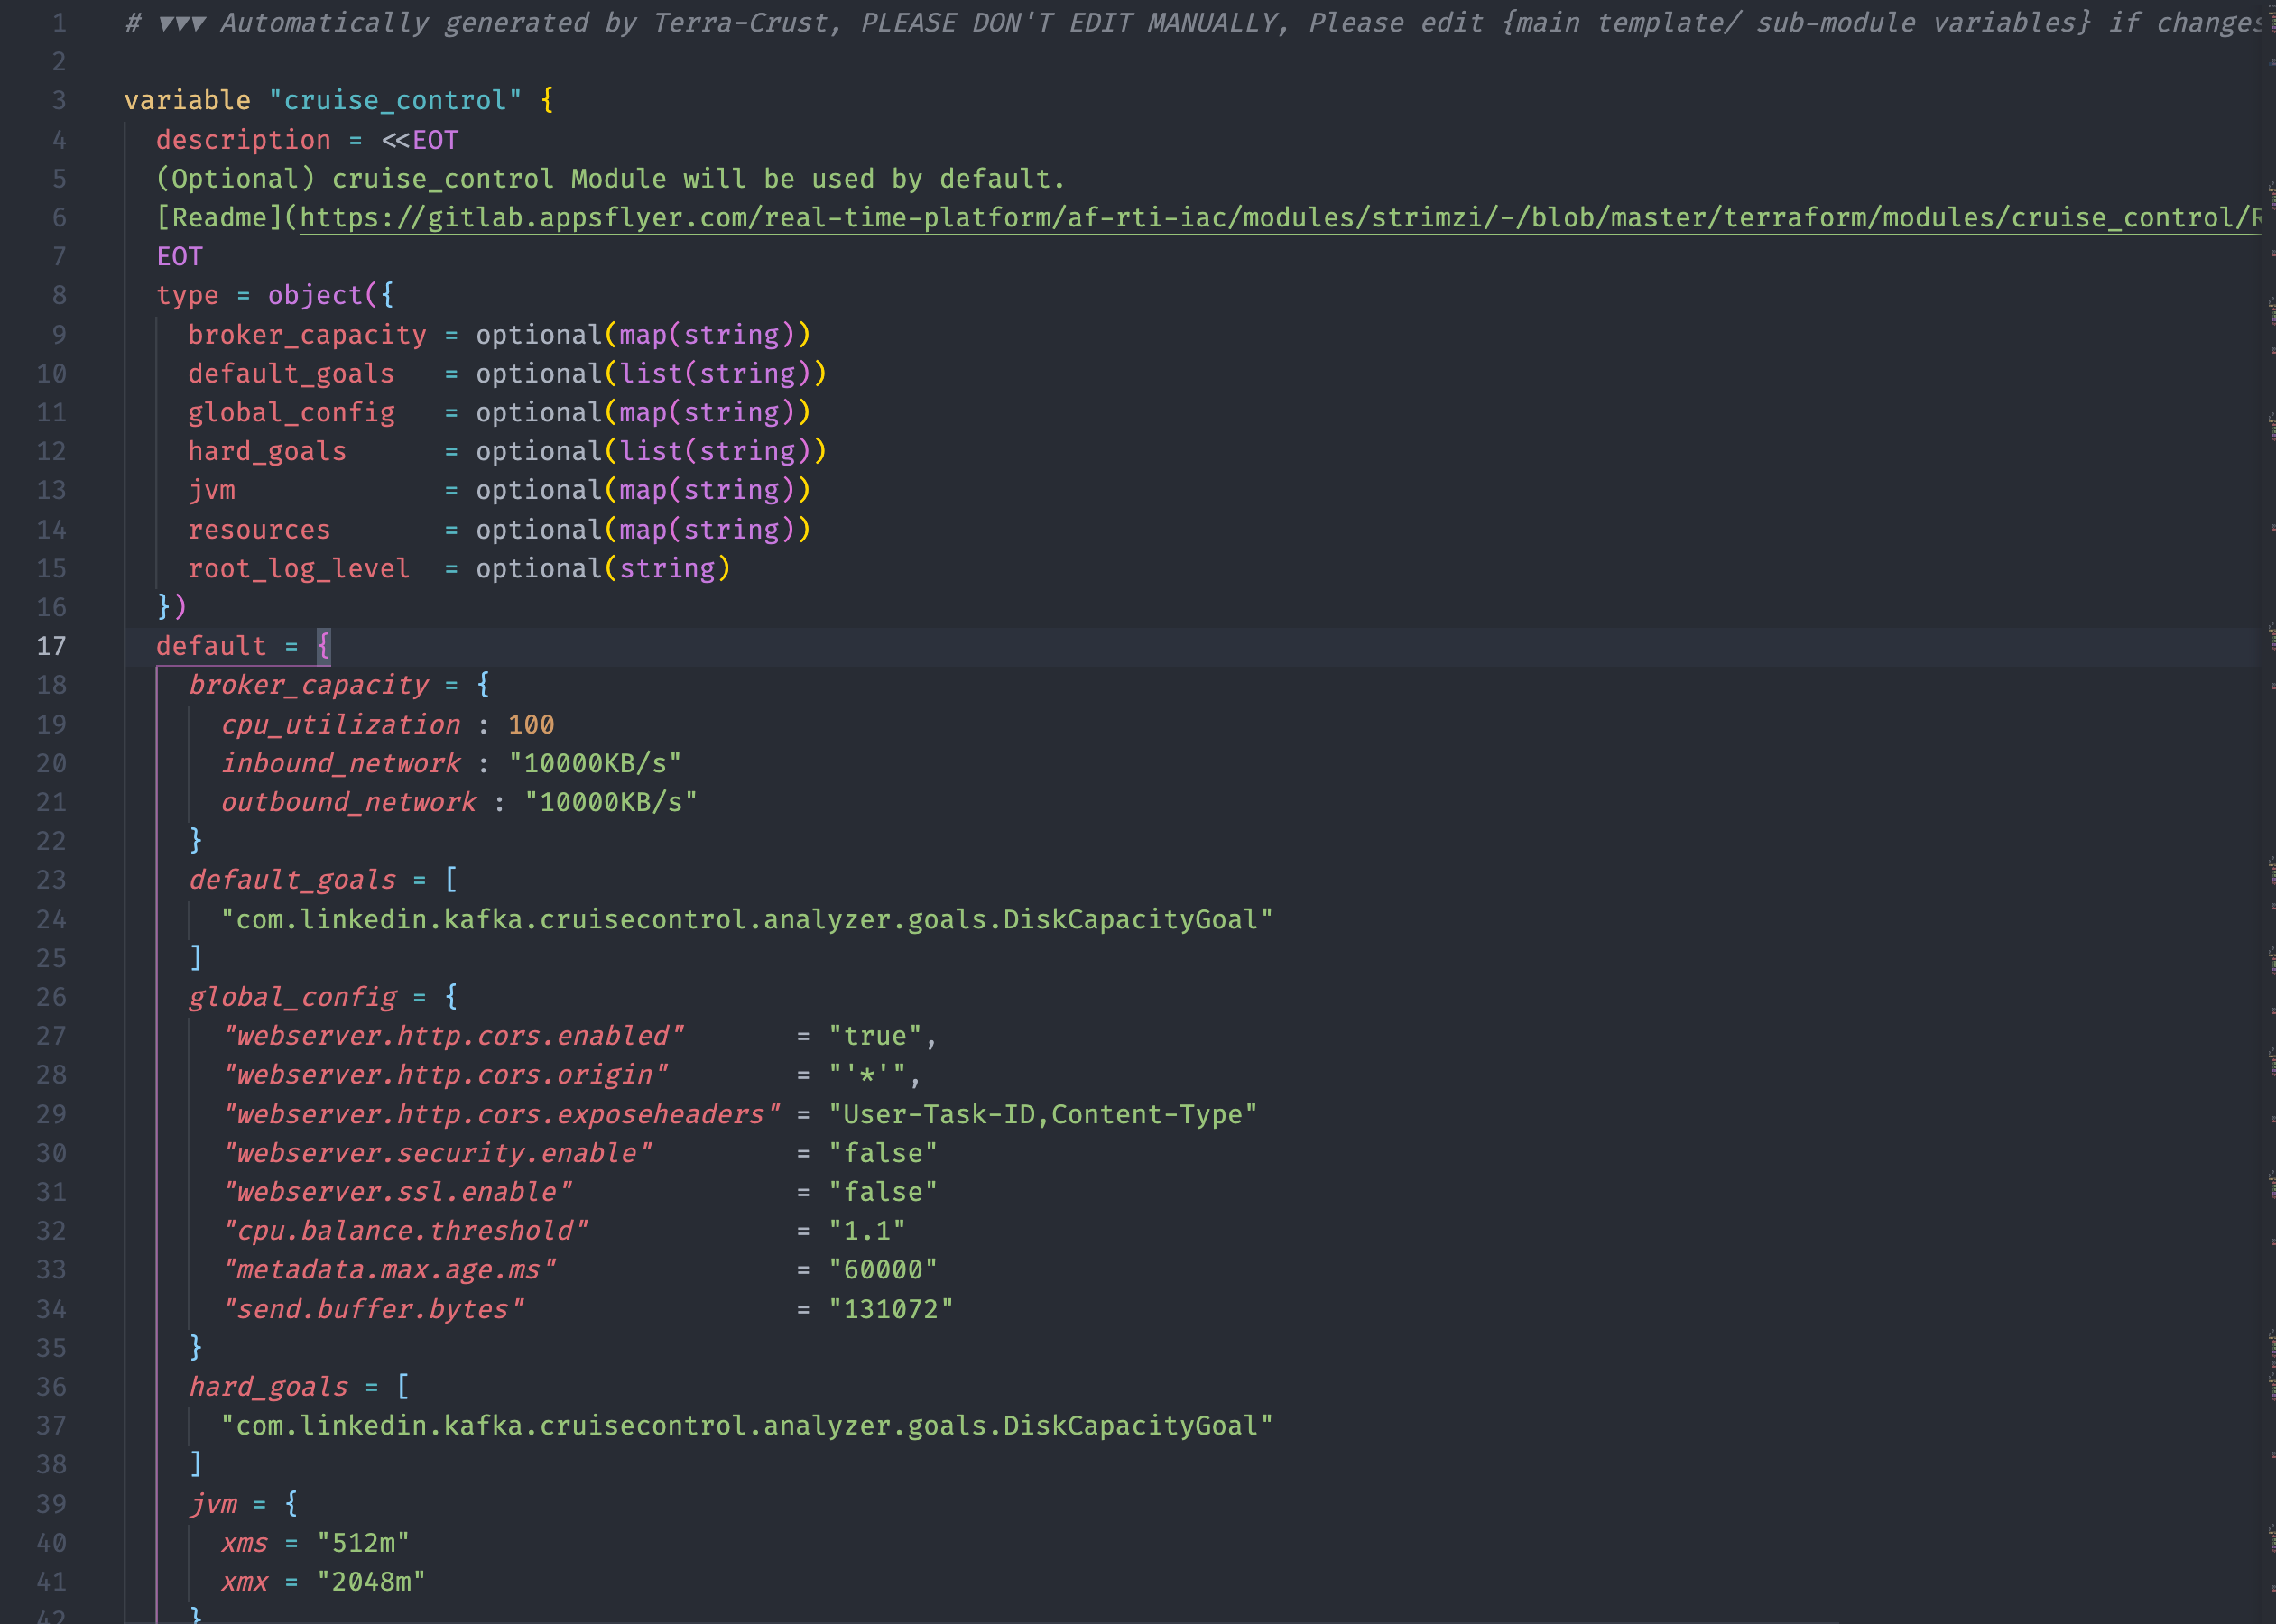 1 # ▼▼▼ Automatically generated by Terra-Crust, PLEASE DON'T EDIT MANUALLY, Please edit {main template/ sub-module variables} if changes
2
3 variable "cruise_control" {
4   description = <<EOT
5   (Optional) cruise_control Module will be used by default.
6   [Readme](https://gitlab.appsflyer.com/real-time-platform/af-rti-iac/modules/strimzi/-/blob/master/terraform/modules/cruise_control/R
7   EOT
8   type = object({
9     broker_capacity = optional(map(string))
10     default_goals   = optional(list(string))
11     global_config   = optional(map(string))
12     hard_goals      = optional(list(string))
13     jvm             = optional(map(string))
14     resources       = optional(map(string))
15     root_log_level  = optional(string)
16   })
17   default = {
18     broker_capacity = {
19       cpu_utilization : 100
20       inbound_network : "10000KB/s"
21       outbound_network : "10000KB/s"
22     }
23     default_goals = [
24       "com.linkedin.kafka.cruisecontrol.analyzer.goals.DiskCapacityGoal"
25     ]
26     global_config = {
27       "webserver.http.cors.enabled"       = "true",
28       "webserver.http.cors.origin"        = "'*'",
29       "webserver.http.cors.exposeheaders" = "User-Task-ID,Content-Type"
30       "webserver.security.enable"         = "false"
31       "webserver.ssl.enable"              = "false"
32       "cpu.balance.threshold"             = "1.1"
33       "metadata.max.age.ms"               = "60000"
34       "send.buffer.bytes"                 = "131072"
35     }
36     hard_goals = [
37       "com.linkedin.kafka.cruisecontrol.analyzer.goals.DiskCapacityGoal"
38     ]
39     jvm = {
40       xms = "512m"
41       xmx = "2048m"
42     }